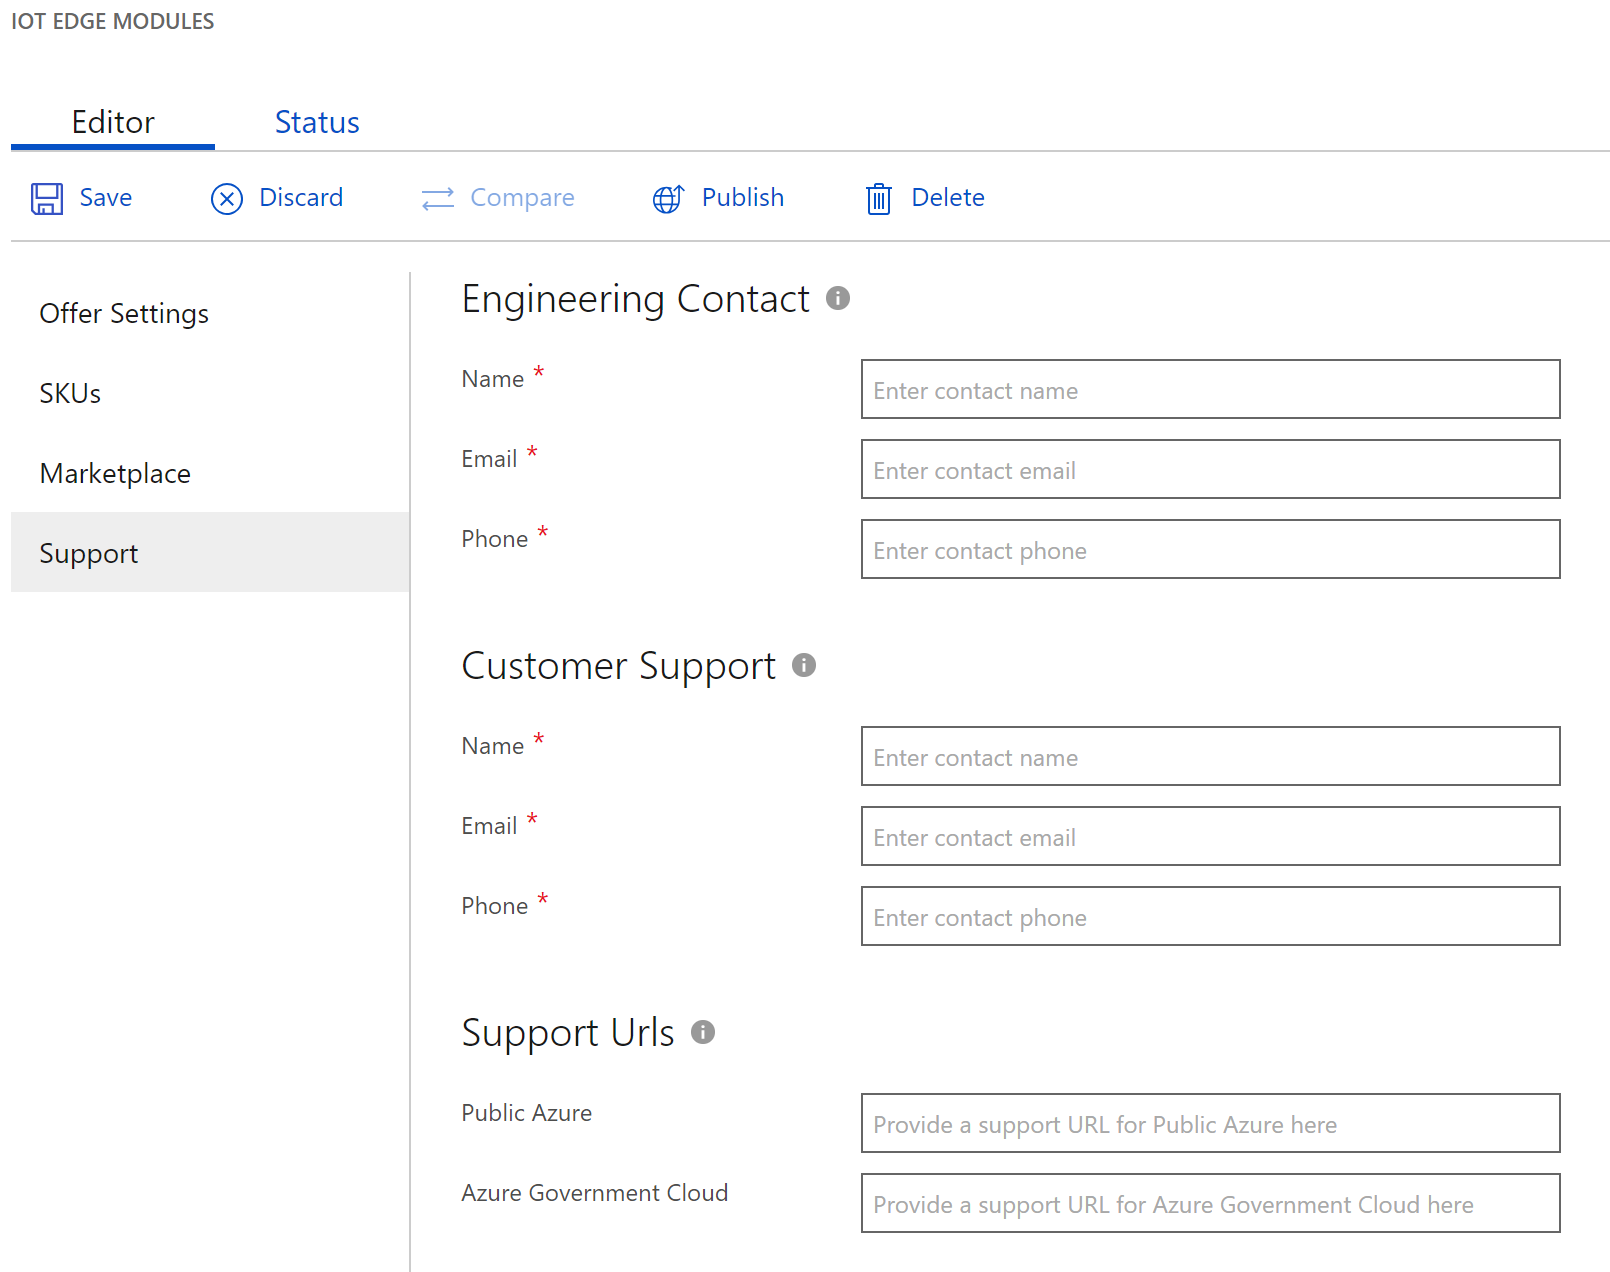 IOT EDGE MODULES
Editor
Status
Save
Discard
Compare
Publish
Delete
Offer Settings
SKUs
Marketplace
Support
Engineering Contact
Name *
Enter contact name
Email *
Enter contact email
Phone *
Enter contact phone
Customer Support
Name *
Enter contact name
Email *
Enter contact email
Phone *
Enter contact phone
Support Urls
Public Azure
Provide a support URL for Public Azure here
Azure Government Cloud
Provide a support URL for Azure Government Cloud here